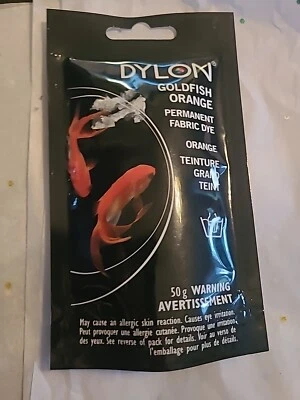 DYLON
GOLDFISH
ORANGE
PERMANENT
FABRIC DYE
ORANGE
TEINTURE
GRAND
TEINT
50g WARNING
AVERTISSEMENT
May cause an allergic skin reaction. Causes eye irritation.
Peut provoquer une allergie cutanée. Provoque une irritation
des yeux. See reverse of pack for details. Voir au verso de
l'emballage pour plus de détails.